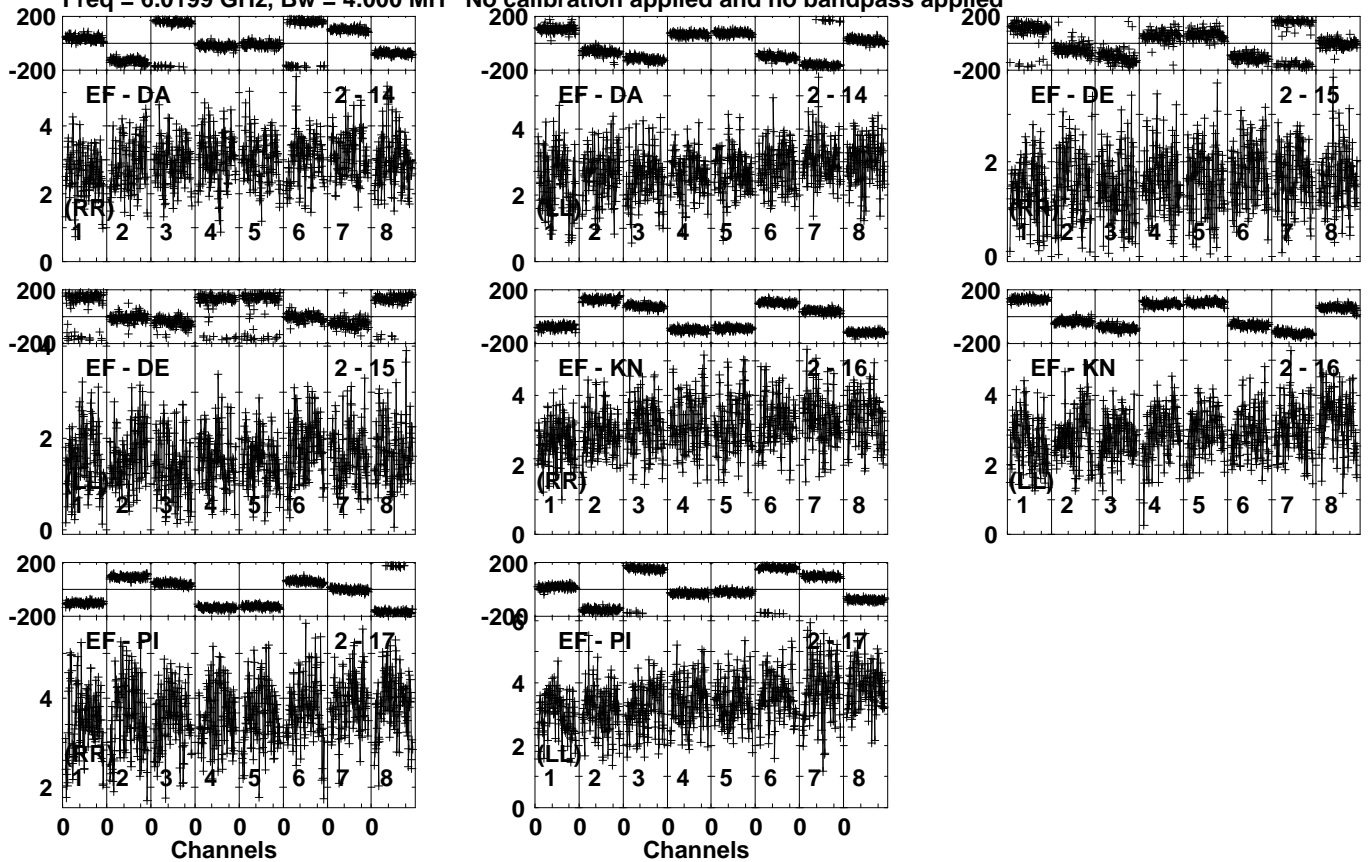 Freq = 6.0199 GHz, Bw = 4.000 MH No calibration applied and no bandpass applied
200 200 200
-200 -200 -200
EF - DA 2 - 14 EF - DA 2 - 14 EF - DE 2 - 15
4 4
2 2 2
(RR) (LL)
1 2 3 4 5 6 7 8 1 2 3 4 5 6 7 8 1 2 3 4 5 6 7 8
0 0 0
200 200 200
-200 -200 -200
4
EF - DE 2 - 15 EF - KN 2 - 16 EF - KN 2 - 16
4 4
2 2 2
(LL) (RR) (LL)
1 2 3 4 5 6 7 8 1 2 3 4 5 6 7 8 1 2 3 4 5 6 7 8
0 0 0
200 200
-200 -200
6
EF - PI 2 - 17 EF - PI 2 - 17
4 4
2
(RR) (LL)
1 2 3 4 5 6 7 8 1 2 3 4 5 6 7 8
2 0
0 0 0 0 0 0 0 0 0 0 0 0 0 0 0 0
Channels Channels